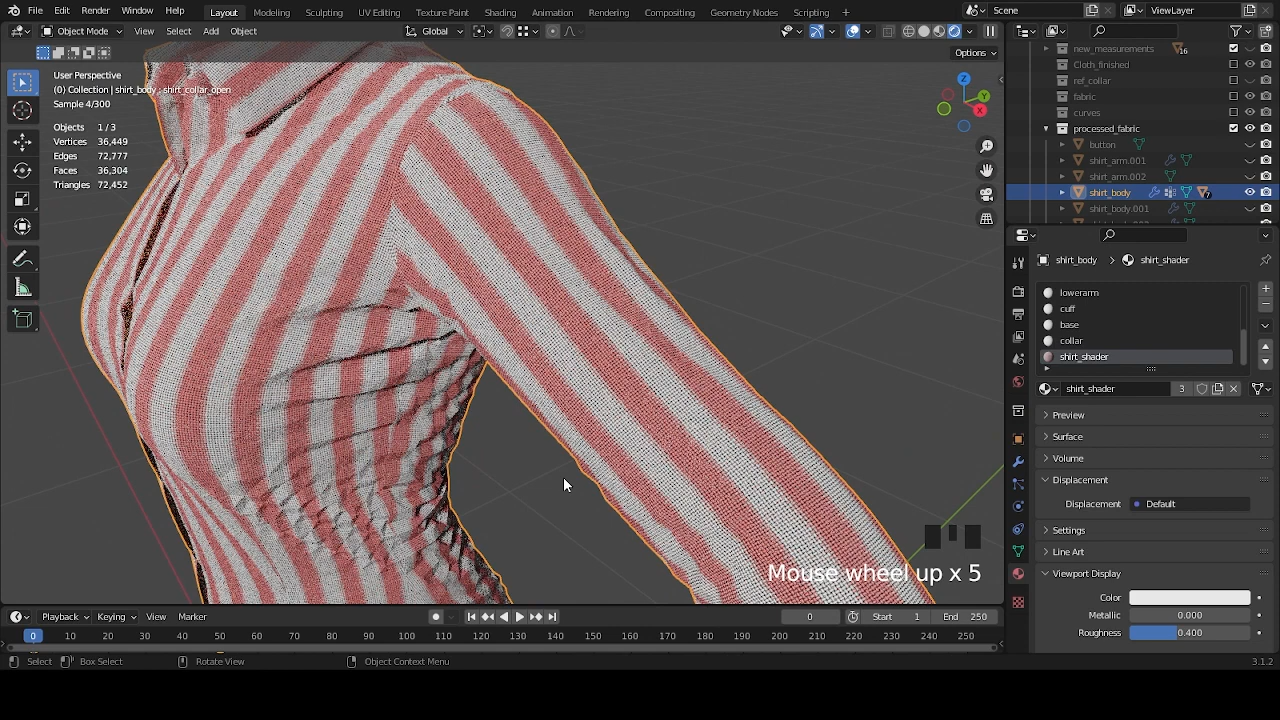 File Edit Render Window Help Layout Modeling Sculpting UV Editing Texture Paint Shading Animation Rendering Compositing Geometry Nodes Scripting + Scene ViewLayer
Object Mode View Select Add Object Global
Options
User Perspective
(0) Collection | shirt_body : shirt_collar_open
Sample 4/300
Objects 1 / 3
Vertices 36,449
Edges 72,777
Faces 36,304
Triangles 72,452
Z
Y
X
Mouse wheel up x 5
new_measurements 16
Cloth_finished
ref_collar
fabric
curves
processed_fabric
button
shirt_arm.001
shirt_arm.002
shirt_body 7
shirt_body.001
shirt_body shirt_shader
lowerarm
cuff
base
collar
shirt_shader
shirt_shader 3
Preview
Surface
Volume
Displacement
Displacement Default
Settings
Line Art
Viewport Display
Color
Metallic 0.000
Roughness 0.400
Playback Keying View Marker 0 Start 1 End 250
0 10 20 30 40 50 60 70 80 90 100 110 120 130 140 150 160 170 180 190 200 210 220 230 240 250
Select Box Select Rotate View Object Context Menu 3.1.2